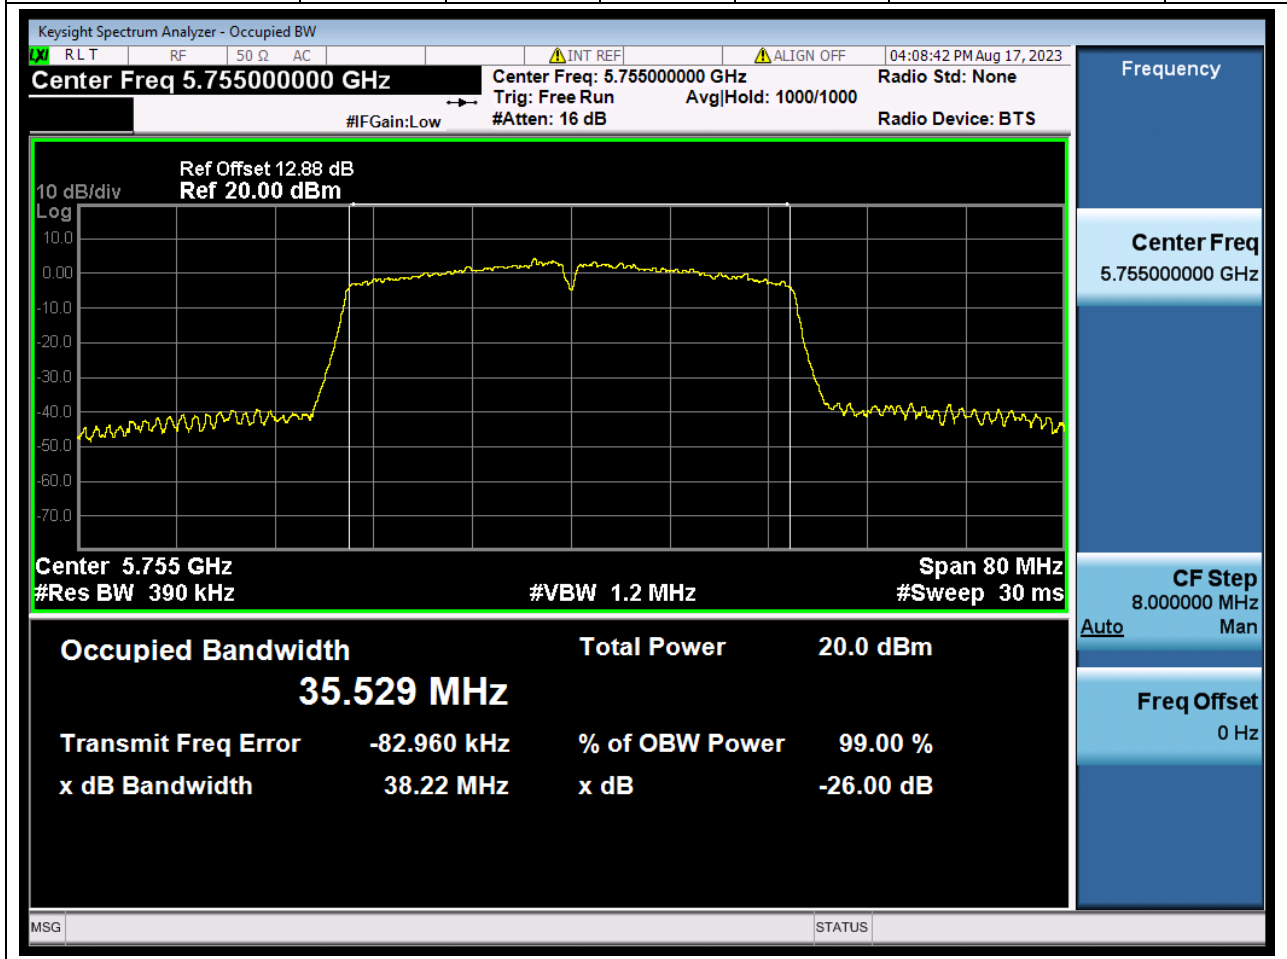 Keysight Spectrum Analyzer - Occupied BW
LXI RLT RF 50 Ω AC INT REF ALIGN OFF 04:08:42 PM Aug 17, 2023
Center Freq 5.755000000 GHz Center Freq: 5.755000000 GHz Radio Std: None
Trig: Free Run Avg|Hold: 1000/1000
#IFGain:Low #Atten: 16 dB Radio Device: BTS
Ref Offset 12.88 dB
10 dB/div Ref 20.00 dBm
Log
10.0
0.00
-10.0
-20.0
-30.0
-40.0
-50.0
-60.0
-70.0
Center 5.755 GHz Span 80 MHz
#Res BW 390 kHz #VBW 1.2 MHz #Sweep 30 ms
Occupied Bandwidth Total Power 20.0 dBm
35.529 MHz
Transmit Freq Error -82.960 kHz % of OBW Power 99.00 %
x dB Bandwidth 38.22 MHz x dB -26.00 dB
MSG STATUS
Frequency
Center Freq
5.755000000 GHz
CF Step
8.000000 MHz
Auto Man
Freq Offset
0 Hz